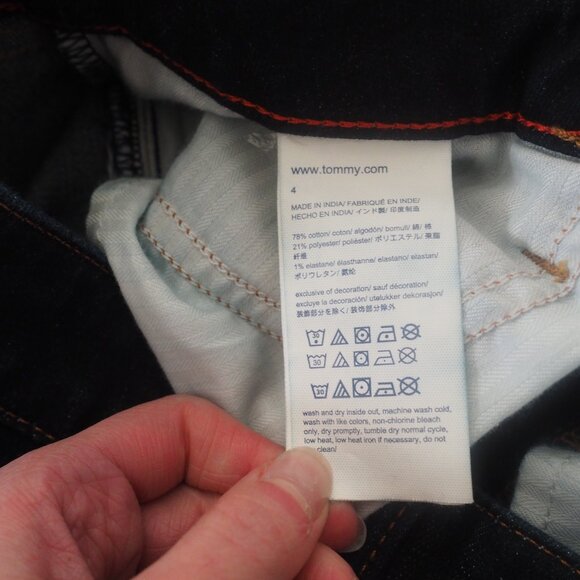 www.tommy.com
4
MADE IN INDIA/ FABRIQUÉ EN INDE/
HECHO EN INDIA/ インド製/ 印度制造
78% cotton/ coton/ algodón/ bomull/ 綿/ 棉
21% polyester/ poliéster/ ポリエステル/ 聚酯
纤维
1% elastane/ élasthanne/ elastano/ elastan/
ポリウレタン/ 氨纶
exclusive of decoration/ sauf décoration/
excluye la decoración/ utelukker dekorasjon/
装飾部分を除く/ 装饰部分除外
30
30
30
wash and dry inside out, machine wash cold,
wash with like colors, non-chlorine bleach
only, dry promptly, tumble dry normal cycle,
low heat, low heat iron if necessary, do not
clean/